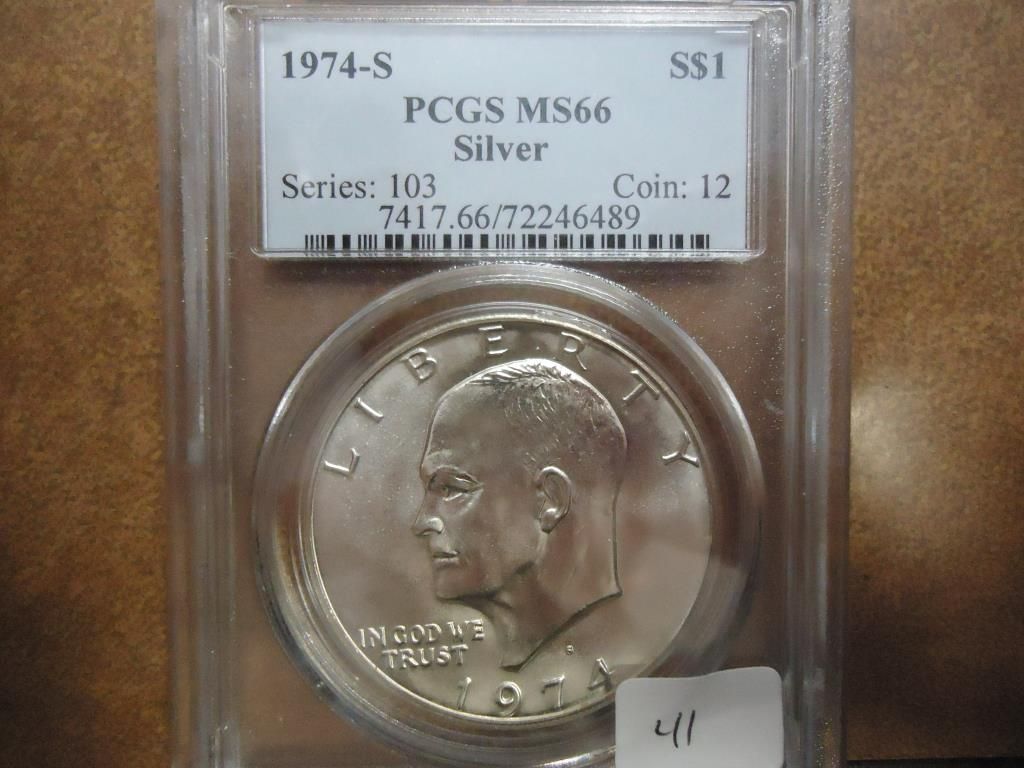 1974-S S$1
PCGS MS66
Silver
Series: 103 Coin: 12
7417.66/72246489
LIBERTY
IN GOD WE
TRUST
S
1974
41